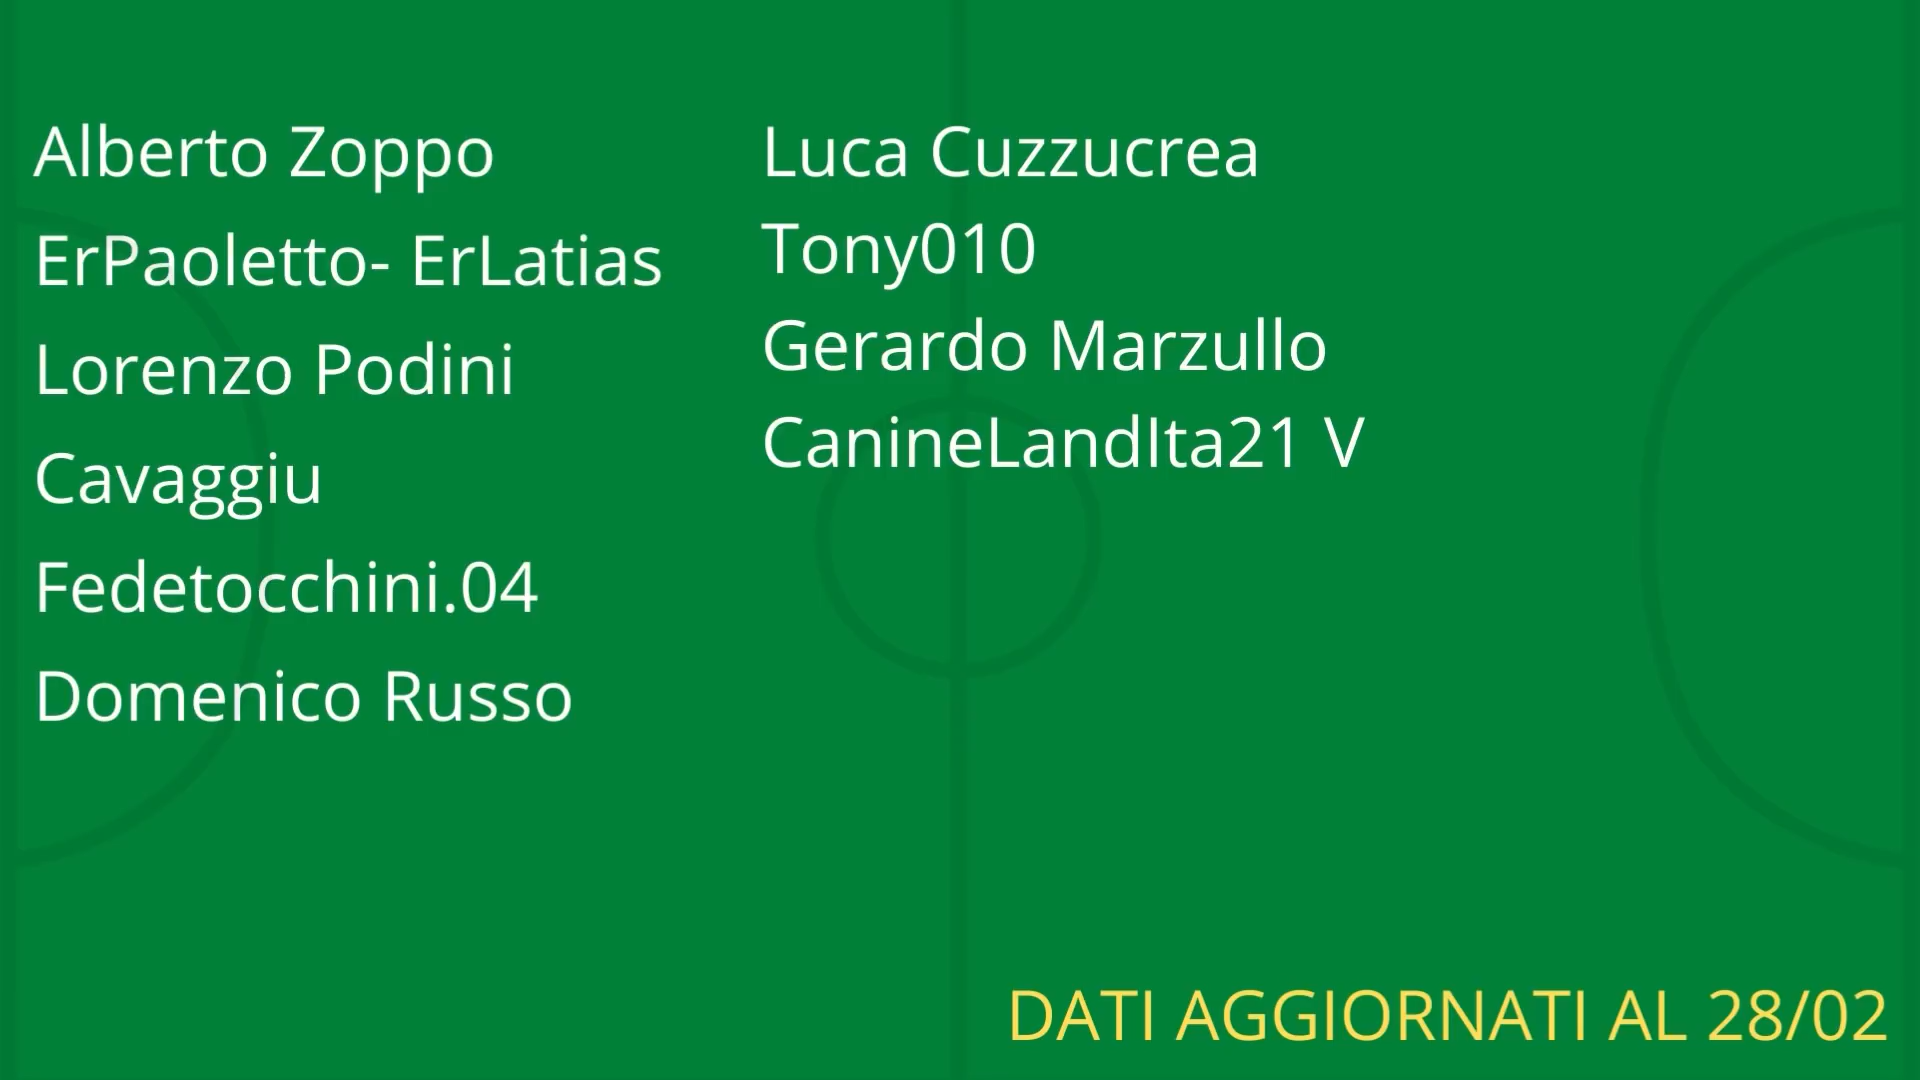 Alberto Zoppo
ErPaoletto- ErLatias
Lorenzo Podini
Cavaggiu
Fedetocchini.04
Domenico Russo
Luca Cuzzucrea
Tony010
Gerardo Marzullo
CanineLandIta21 V
DATI AGGIORNATI AL 28/02